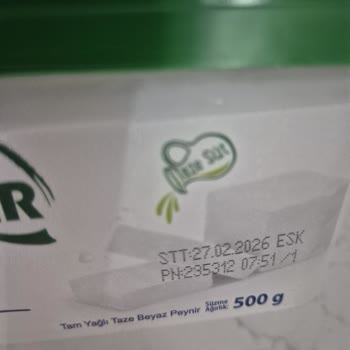 Taze Süt
ER
STT:27.02.2026 ESK
PN:235312 07:51 /1
Tam Yağlı Taze Beyaz Peynir Süzme Ağırlık: 500 g